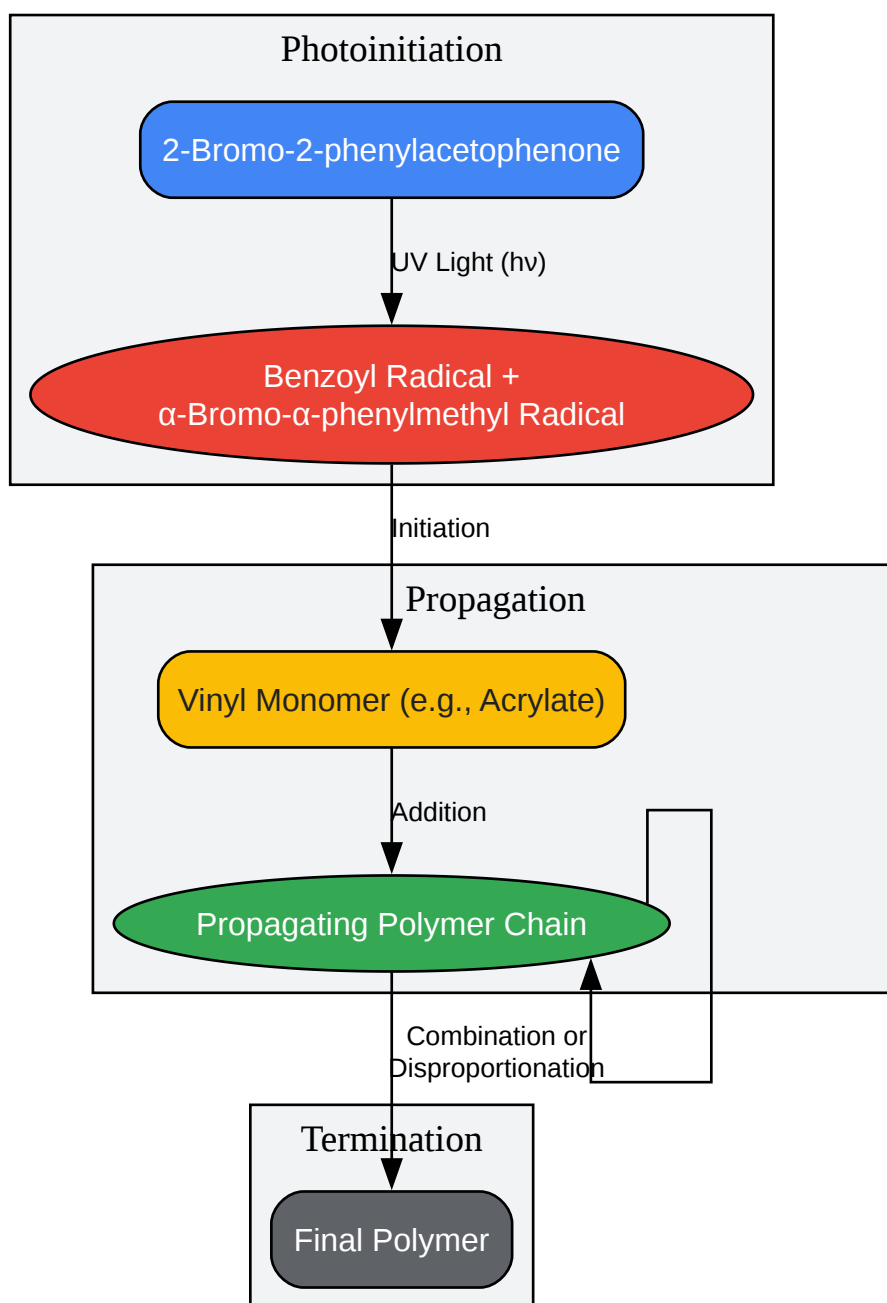 Photoinitiation
2-Bromo-2-phenylacetophenone
UV Light (hν)
Benzoyl Radical +
α-Bromo-α-phenylmethyl Radical
Initiation
Propagation
Vinyl Monomer (e.g., Acrylate)
Addition
Propagating Polymer Chain
Combination or
Disproportionation
Termination
Final Polymer